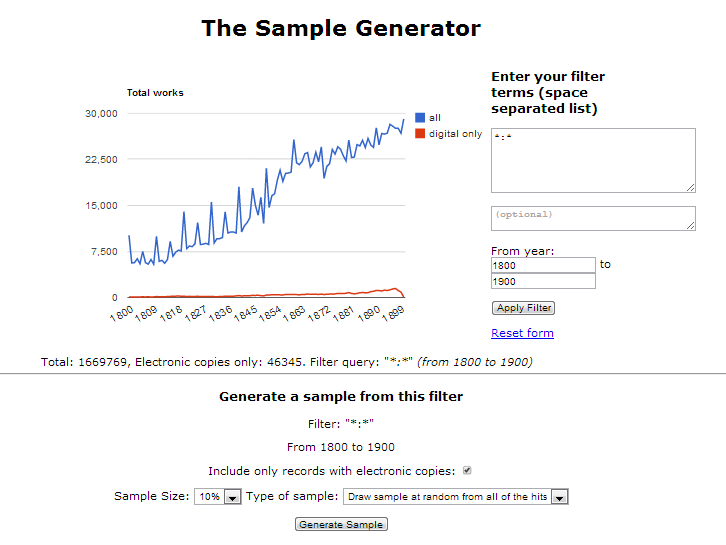 The Sample Generator
Total works
30,000
22,500
15,000
7,500
0
1800 1809 1818 1827 1836 1845 1854 1863 1872 1881 1890 1899
all
digital only
Enter your filter
terms (space
separated list)
*:*
(optional)
From year:
1800 to
1900
Apply Filter
Reset form
Total: 1669769, Electronic copies only: 46345. Filter query: "*:*" (from 1800 to 1900)
Generate a sample from this filter
Filter: "*:*"
From 1800 to 1900
Include only records with electronic copies:
Sample Size: 10% Type of sample: Draw sample at random from all of the hits
Generate Sample